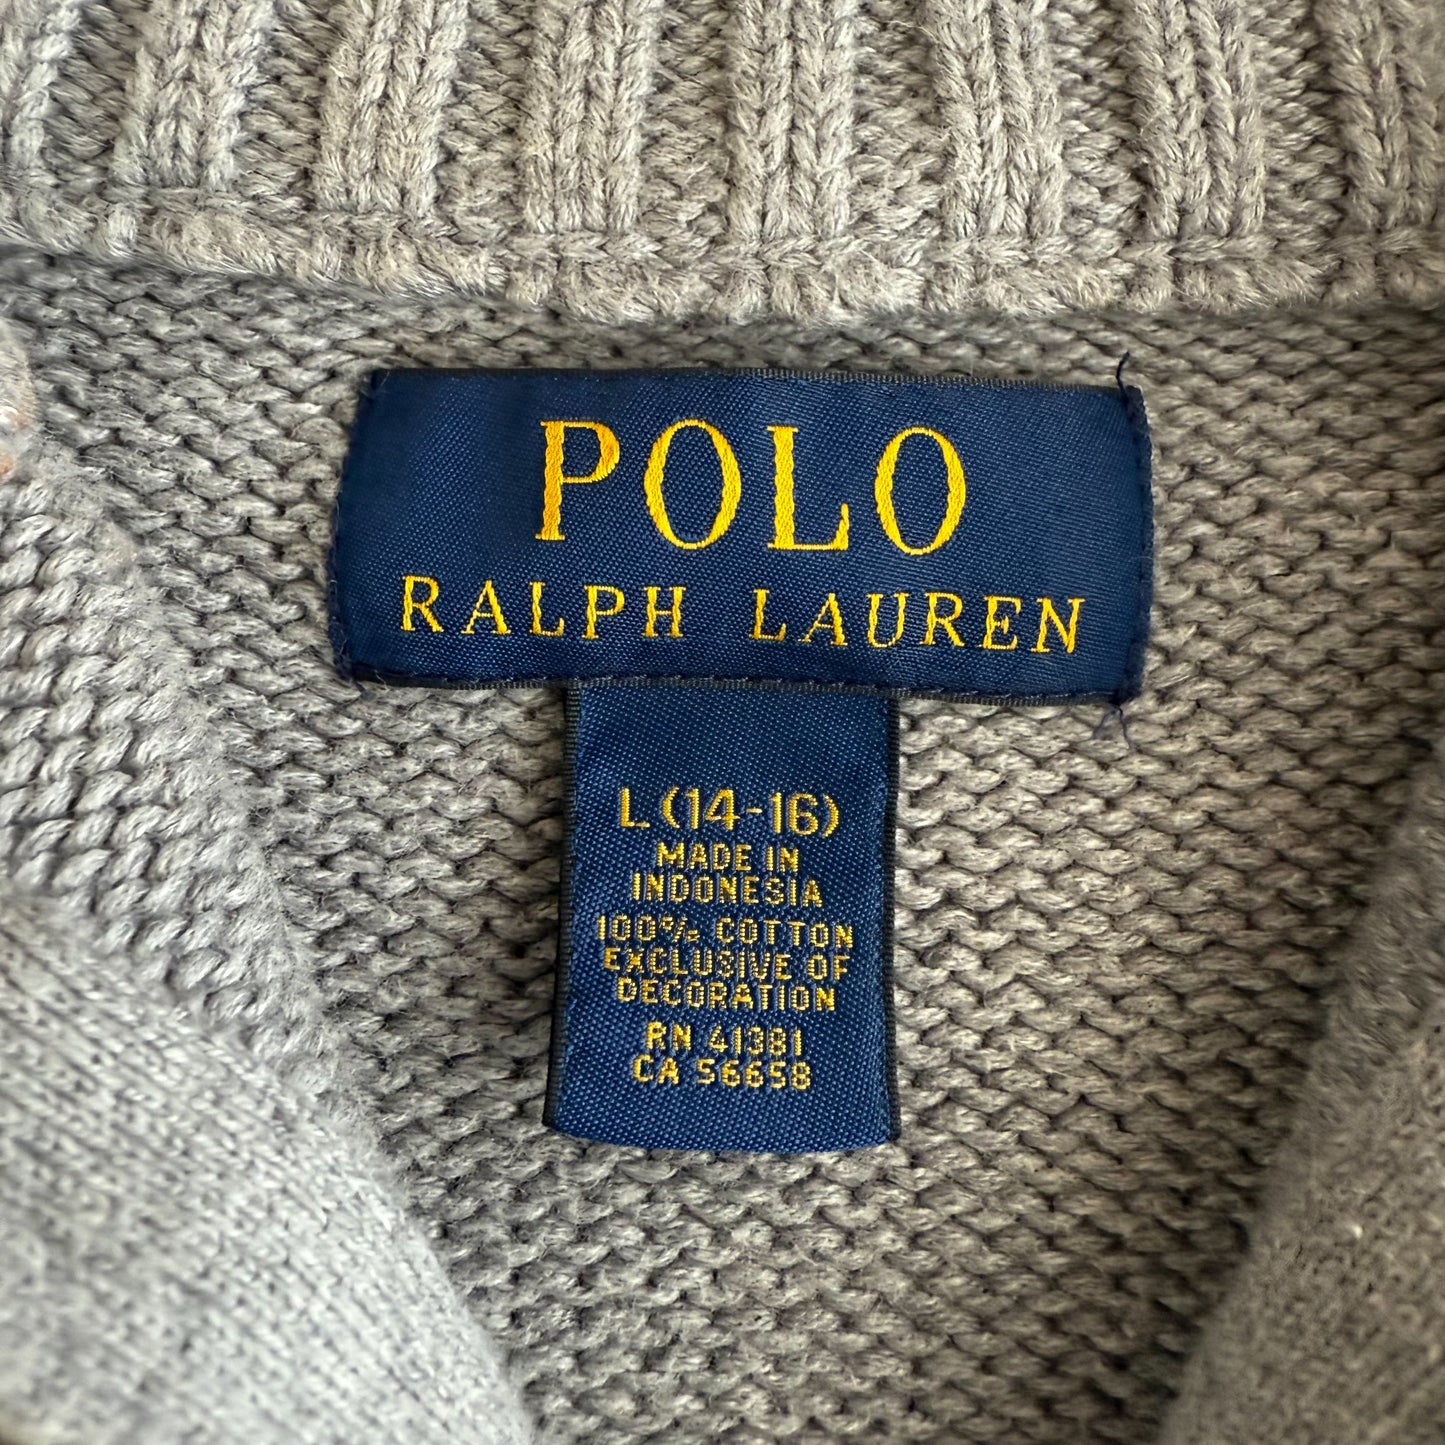 POLO
RALPH LAUREN
L (14-16)
MADE IN
INDONESIA
100% COTTON
EXCLUSIVE OF
DECORATION
RN 41381
CA 56658